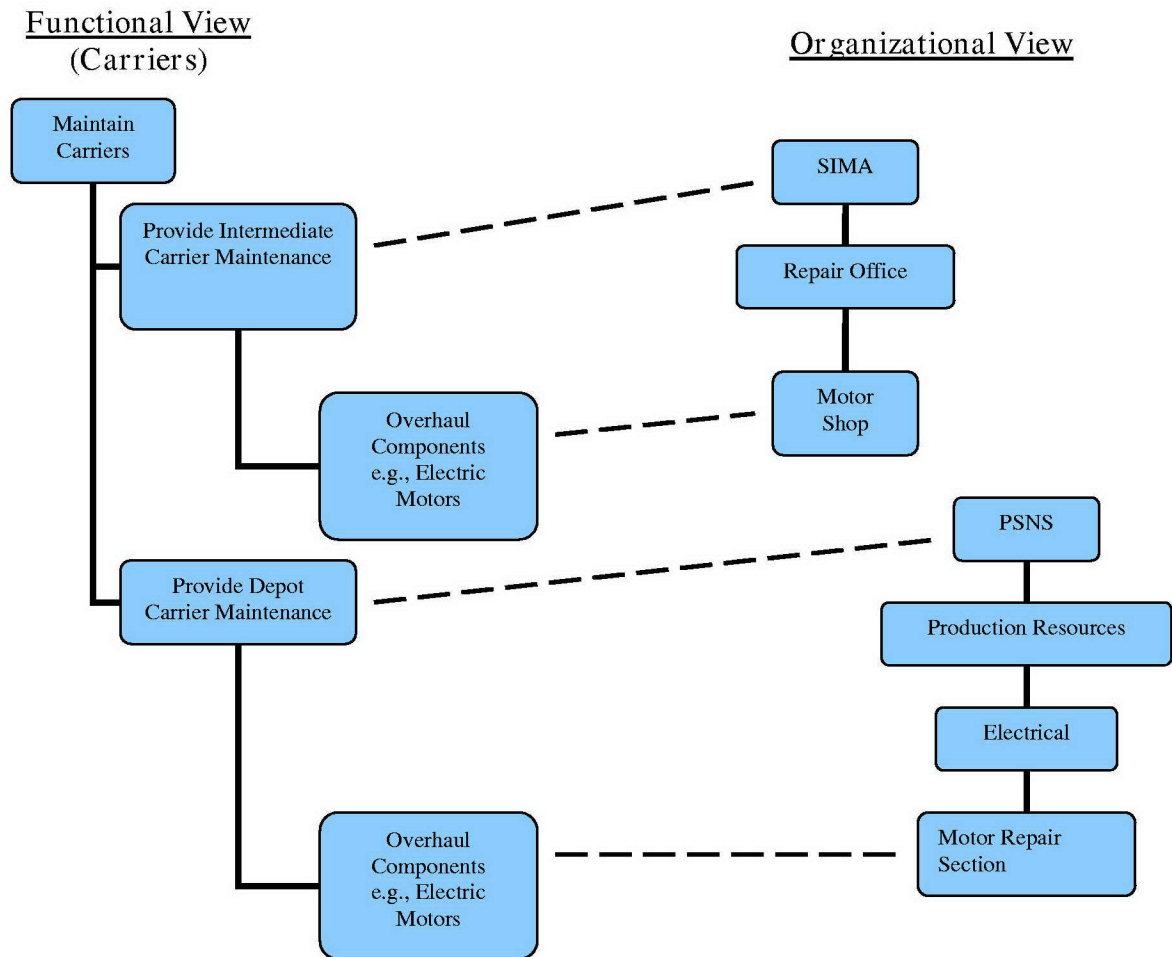 Functional View
(Carriers)
Organizational View
Maintain
Carriers
SIMA
Provide Intermediate
Carrier Maintenance
Repair Office
Motor
Shop
Overhaul
Components
e.g., Electric
Motors
PSNS
Provide Depot
Carrier Maintenance
Production Resources
Electrical
Overhaul
Components
e.g., Electric
Motors
Motor Repair
Section